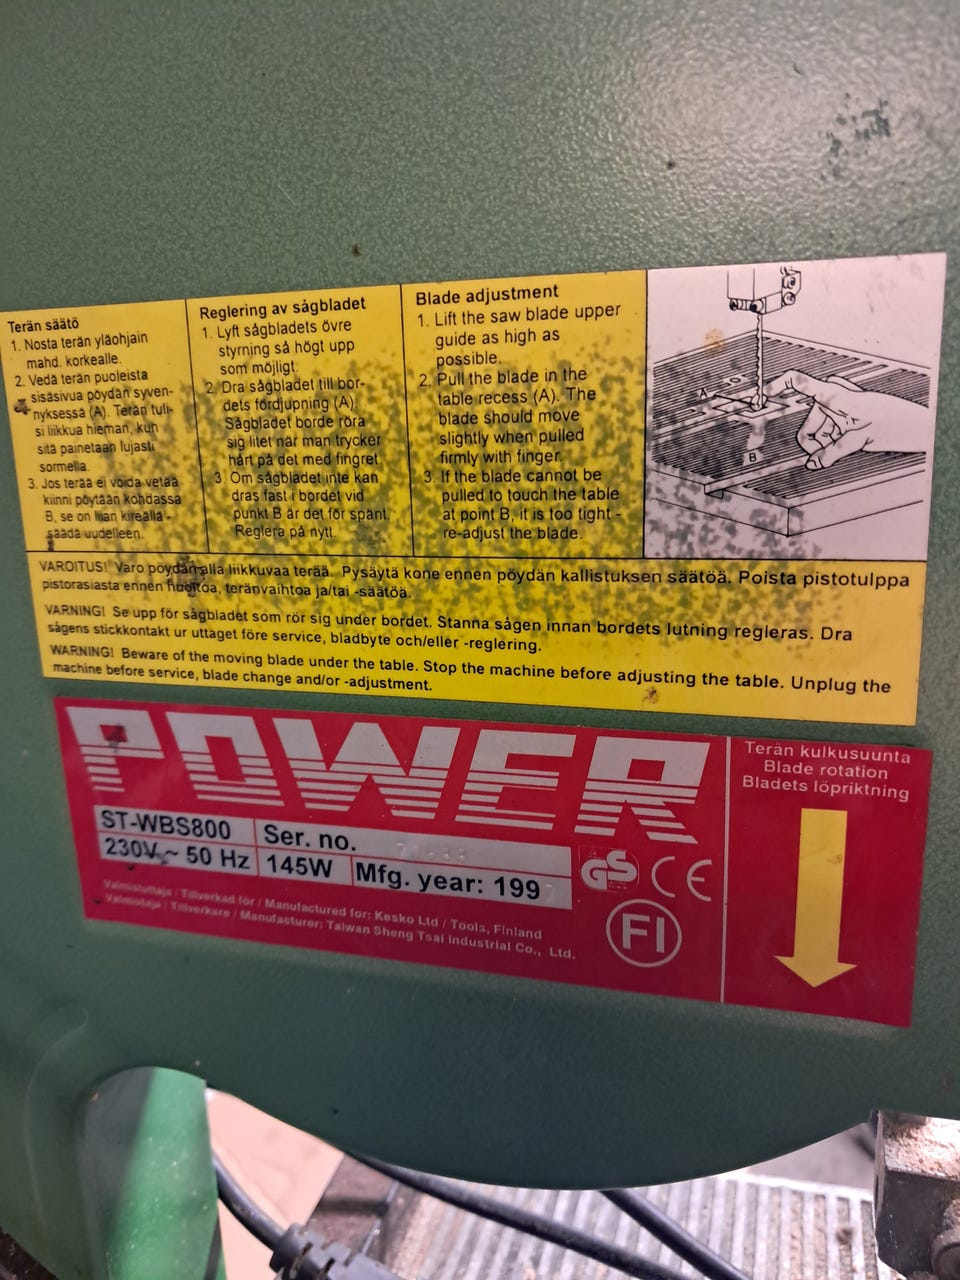 Terän säätö
1. Nosta terän yläohjain
mahd. korkealle.
2. Vedä terän puoleista
sisäsivua pöydän syven-
nyksessä (A). Terän tuli-
si liikkua hieman, kun
sitä painetaan lujasti
sormella.
3. Jos terää ei voida vetää
kiinni pöytään kohdassa
B, se on liian kireällä -
säädä uudelleen.
Reglering av sågbladet
1. Lyft sågbladets övre
styrning så högt upp
som möjligt.
2. Dra sågbladet till bor-
dets fördjupning (A).
Sågbladet borde röra
sig litet när man trycker
hårt på det med fingret.
3. Om sågbladet inte kan
dras fast i bordet vid
punkt B är det för spänt.
Reglera på nytt.
Blade adjustment
1. Lift the saw blade upper
guide as high as
possible.
2. Pull the blade in the
table recess (A). The
blade should move
slightly when pulled
firmly with finger.
3. If the blade cannot be
pulled to touch the table
at point B, it is too tight -
re-adjust the blade.
A
B
VAROITUS! Varo pöydän alla liikkuvaa terää. Pysäytä kone ennen pöydän kallistuksen säätöä. Poista pistotulppa
pistorasiasta ennen huoltoa, teränvaihtoa ja/tai -säätöä.
VARNING! Se upp för sågbladet som rör sig under bordet. Stanna sågen innan bordets lutning regleras. Dra
sågens stickkontakt ur uttaget före service, bladbyte och/eller -reglering.
WARNING! Beware of the moving blade under the table. Stop the machine before adjusting the table. Unplug the
machine before service, blade change and/or -adjustment.
POWER
ST-WBS800 Ser. no.
230V ~ 50 Hz 145W Mfg. year: 199
Valmistuttaja / Tillverkad för / Manufactured for: Kesko Ltd / Tools, Finland
Valmistaja / Tillverkare / Manufacturer: Taiwan Sheng Tsai Industrial Co., Ltd.
GS CE
FI
Terän kulkusuunta
Blade rotation
Bladets löpriktning